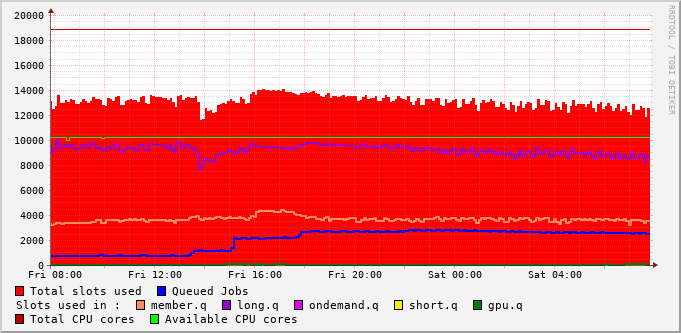 RRDTOOL / TOBI OETIKER
20000
18000
16000
14000
12000
10000
8000
6000
4000
2000
0
Fri 08:00 Fri 12:00 Fri 16:00 Fri 20:00 Sat 00:00 Sat 04:00
Total slots used Queued Jobs
Slots used in : member.q long.q ondemand.q short.q gpu.q
Total CPU cores Available CPU cores